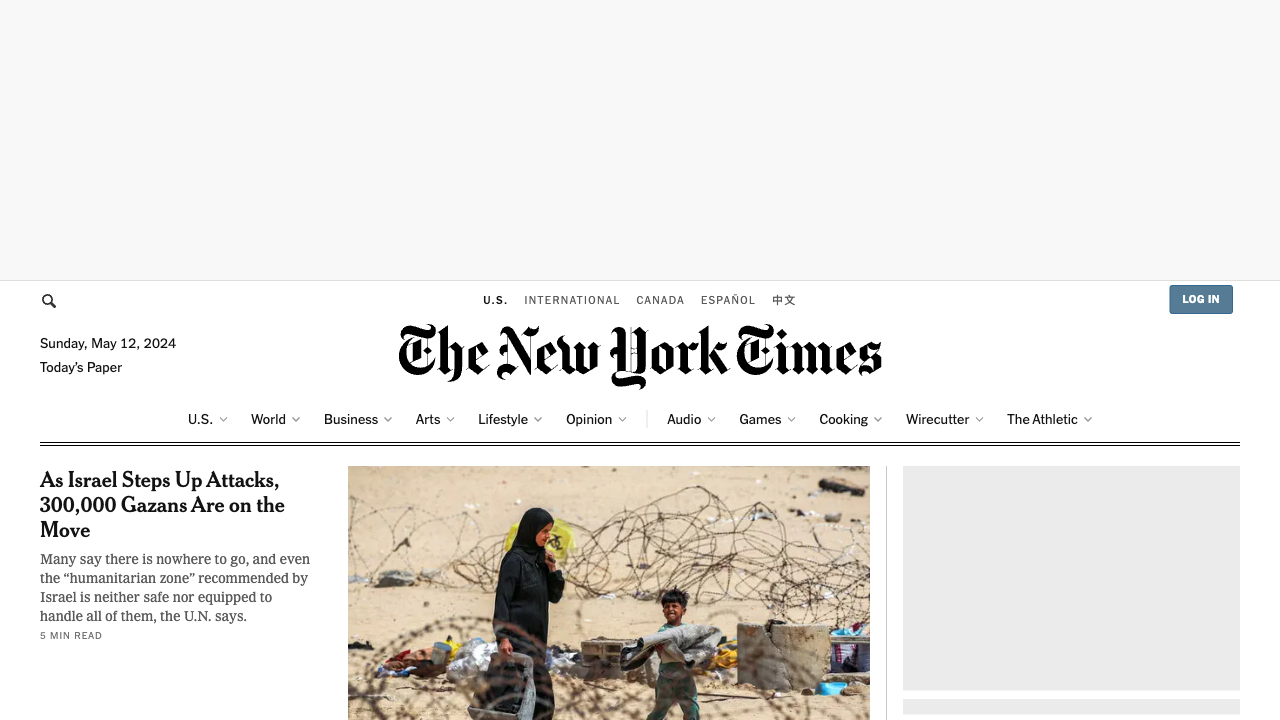 U.S. INTERNATIONAL CANADA ESPAÑOL 中文
LOG IN
Sunday, May 12, 2024
Today's Paper
The New York Times
U.S. World Business Arts Lifestyle Opinion Audio Games Cooking Wirecutter The Athletic
As Israel Steps Up Attacks,
300,000 Gazans Are on the
Move
Many say there is nowhere to go, and even
the “humanitarian zone” recommended by
Israel is neither safe nor equipped to
handle all of them, the U.N. says.
5 MIN READ